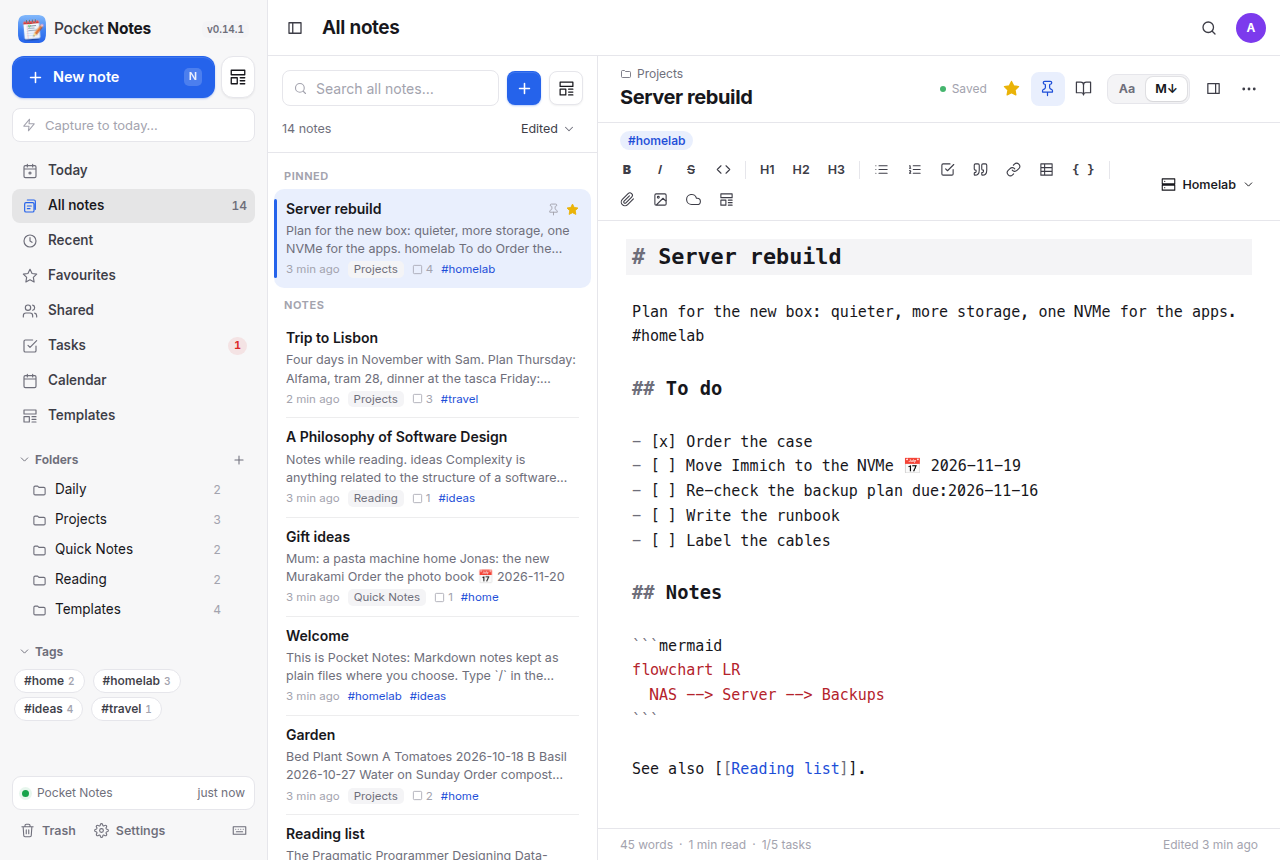 Pocket Notes
v0.14.1
New note
N
Capture to today...
Today
All notes 14
Recent
Favourites
Shared
Tasks 1
Calendar
Templates
Folders
Daily 2
Projects 3
Quick Notes 2
Reading 2
Templates 4
Tags
#home 2
#homelab 3
#ideas 4
#travel 1
Pocket Notes just now
Trash
Settings
All notes
A
Search all notes...
14 notes
Edited
PINNED
Server rebuild
Plan for the new box: quieter, more storage, one
NVMe for the apps. homelab To do Order the...
3 min ago Projects 4 #homelab
NOTES
Trip to Lisbon
Four days in November with Sam. Plan Thursday:
Alfama, tram 28, dinner at the tasca Friday:...
2 min ago Projects 3 #travel
A Philosophy of Software Design
Notes while reading. ideas Complexity is
anything related to the structure of a software...
3 min ago Reading 1 #ideas
Gift ideas
Mum: a pasta machine home Jonas: the new
Murakami Order the photo book 📅 2026-11-20
3 min ago Quick Notes 1 #home
Welcome
This is Pocket Notes: Markdown notes kept as
plain files where you choose. Type `/` in the...
3 min ago #homelab #ideas
Garden
Bed Plant Sown A Tomatoes 2026-10-18 B Basil
2026-10-27 Water on Sunday Order compost...
3 min ago Projects 2 #home
Reading list
The Pragmatic Programmer Designing Data-
Projects
Server rebuild
Saved
Aa
M↓
#homelab
B I S <> H1 H2 H3 { }
Homelab
# Server rebuild
Plan for the new box: quieter, more storage, one NVMe for the apps.
#homelab
## To do
- [x] Order the case
- [ ] Move Immich to the NVMe 📅 2026-11-19
- [ ] Re-check the backup plan due:2026-11-16
- [ ] Write the runbook
- [ ] Label the cables
## Notes
```mermaid
flowchart LR
  NAS --> Server --> Backups
```
See also [[Reading list]].
45 words · 1 min read · 1/5 tasks
Edited 3 min ago